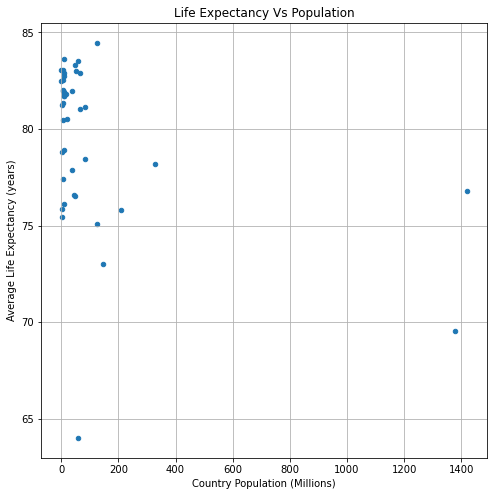 Life Expectancy Vs Population
85
80
75
70
65
Average Life Expectancy (years)
0 200 400 600 800 1000 1200 1400
Country Population (Millions)